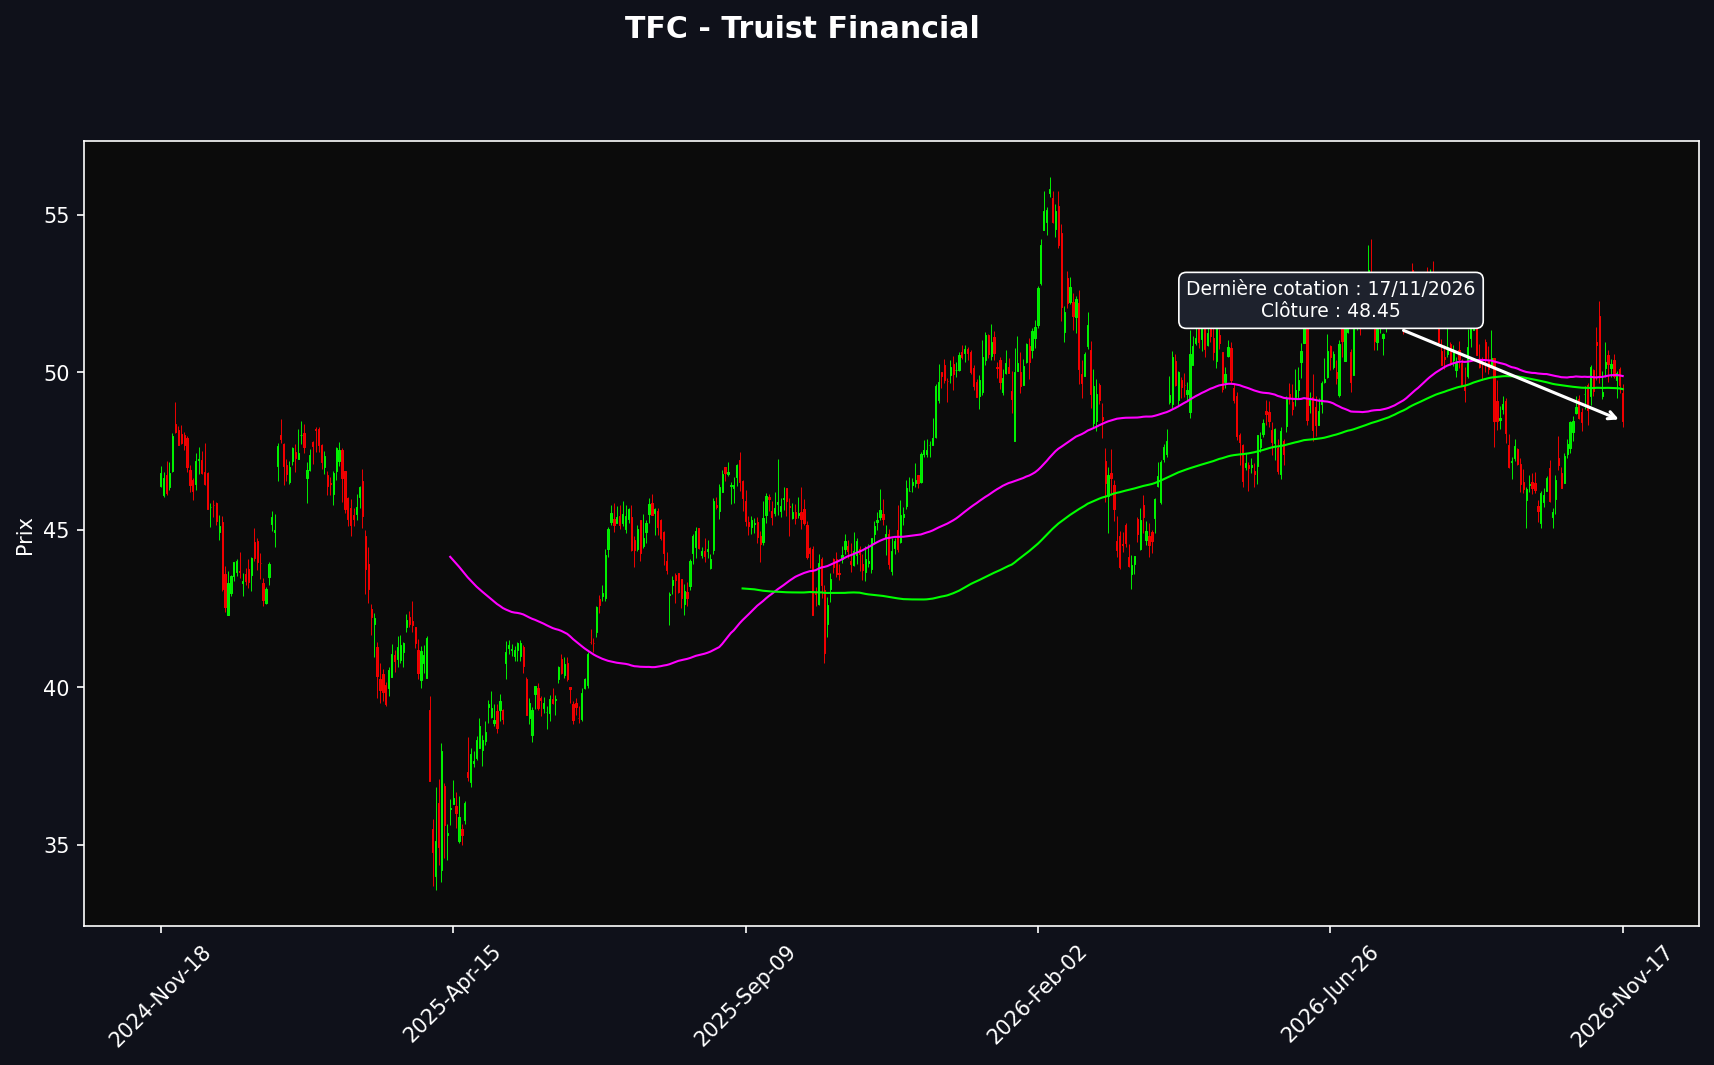 TFC - Truist Financial
Dernière cotation : 17/11/2026
Clôture : 48.45
Prix
55
50
45
40
35
2024-Nov-18
2025-Apr-15
2025-Sep-09
2026-Feb-02
2026-Jun-26
2026-Nov-17